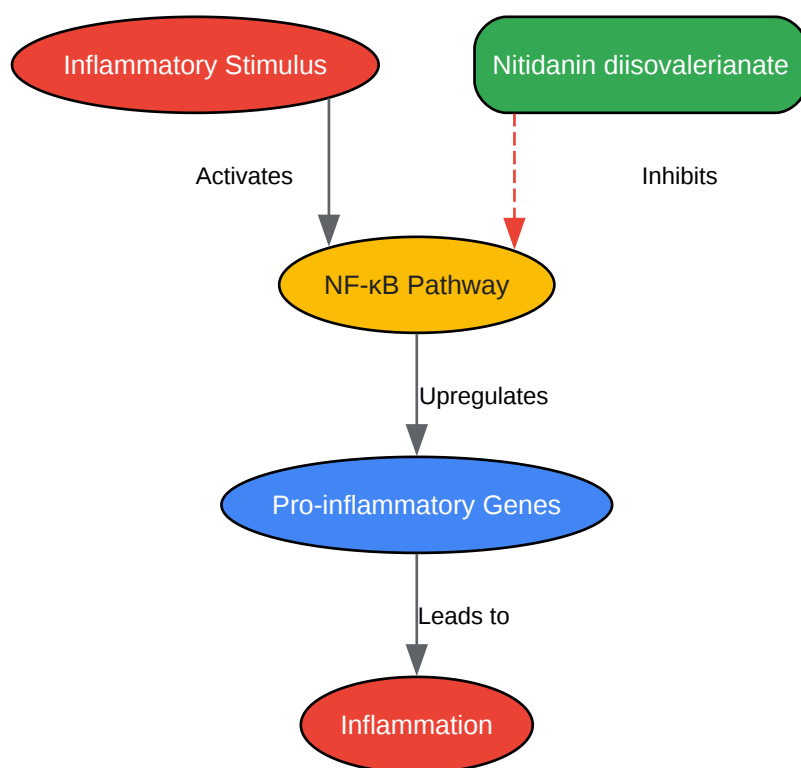 Inflammatory Stimulus
Nitidanin diisovalerianate
Activates
Inhibits
NF-κB Pathway
Upregulates
Pro-inflammatory Genes
Leads to
Inflammation